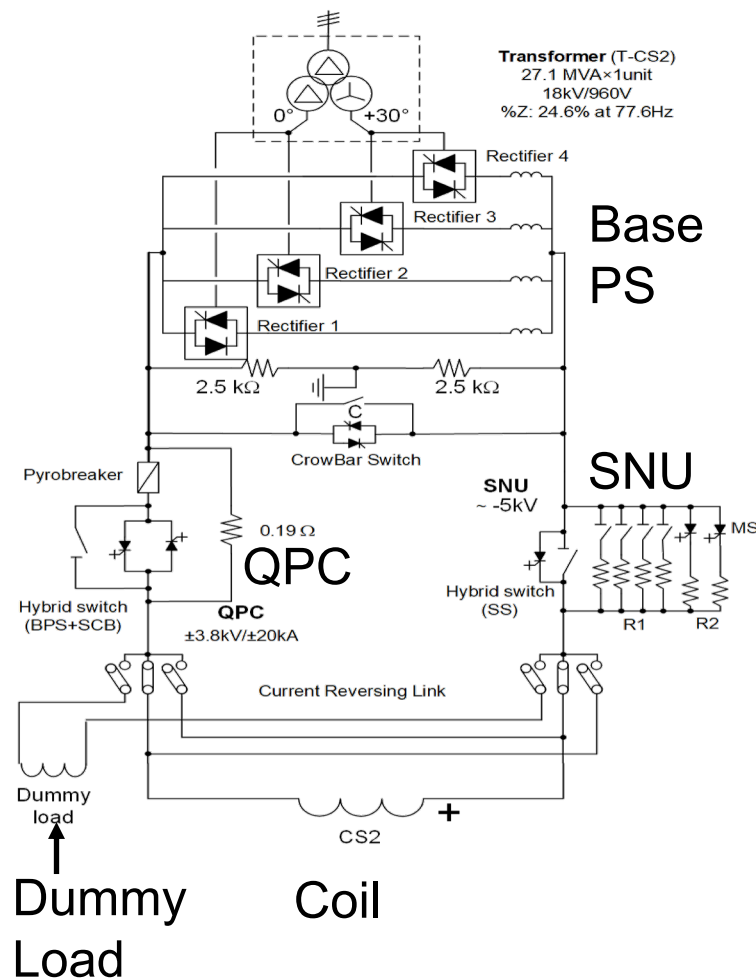 Transformer (T-CS2)
27.1 MVA×1unit
18kV/960V
%Z: 24.6% at 77.6Hz
0°
+30°
Rectifier 4
Rectifier 3
Rectifier 2
Rectifier 1
Base
PS
2.5 kΩ
2.5 kΩ
C
CrowBar Switch
Pyrobreaker
0.19 Ω
QPC
Hybrid switch
(BPS+SCB)
QPC
±3.8kV/±20kA
SNU
~ -5kV
SNU
MS
Hybrid switch
(SS)
R1
R2
Current Reversing Link
Dummy
load
CS2
+
Dummy
Load
Coil